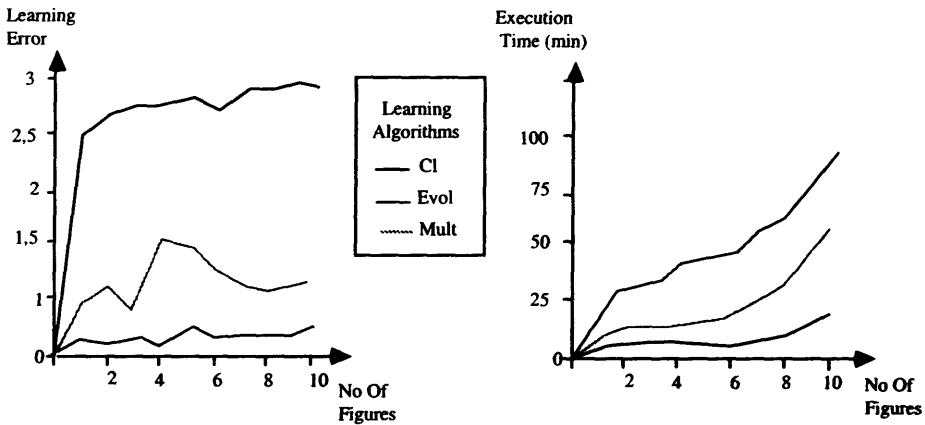 Learning
Error
3
2,5
2
1,5
1
0
2
4
6
8
10
No Of
Figures
Learning
Algorithms
Cl
Evol
Mult
Execution
Time (min)
100
75
50
25
0
2
4
6
8
10
No Of
Figures